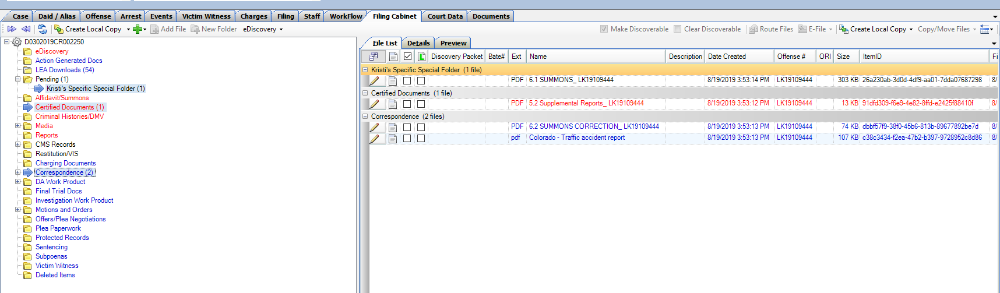 Case Daid / Alias Offense Arrest Events Victim Witness Charges Filing Staff WorkFlow Filing Cabinet Court Data Documents
Create Local Copy Add File New Folder eDiscovery Make Discoverable Clear Discoverable Route Files E-File Create Local Copy Copy/Move Files
D0302019CR002250
eDiscovery
Action Generated Docs
LEA Downloads (54)
Pending (1)
Kristi's Specific Special Folder (1)
Affidavit/Summons
Certified Documents (1)
Criminal Histories/DMV
Media
Reports
CMS Records
Restitution/VIS
Charging Documents
Correspondence (2)
DA Work Product
Final Trial Docs
Investigation Work Product
Motions and Orders
Offers/Plea Negotiations
Plea Paperwork
Protected Records
Sentencing
Subpoenas
Victim Witness
Deleted Items
File List Details Preview
L Discovery Packet Bate# Ext Name Description Date Created Offense # ORI Size ItemID Fi
Kristi's Specific Special Folder (1 file)
PDF 6.1 SUMMONS_ LK19109444 8/19/2019 3:53:14 PM LK19109444 303 KB 26a230ab-3d0d-4df9-aa01-7dda07687298 8/
Certified Documents (1 file)
PDF 5.2 Supplemental Reports_ LK19109444 8/19/2019 3:53:12 PM LK19109444 13 KB 91dfd309-f6e9-4e82-8ffd-e2425f88410f 8/
Correspondence (2 files)
PDF 6.2 SUMMONS CORRECTION_ LK19109444 8/19/2019 3:53:13 PM LK19109444 74 KB dbbf57f9-38f0-45b6-813b-89677892be7d 8/
pdf Colorado - Traffic accident report 8/19/2019 3:53:13 PM LK19109444 107 KB c38c3434-f2ea-47b2-b397-9728952c8d86 8/